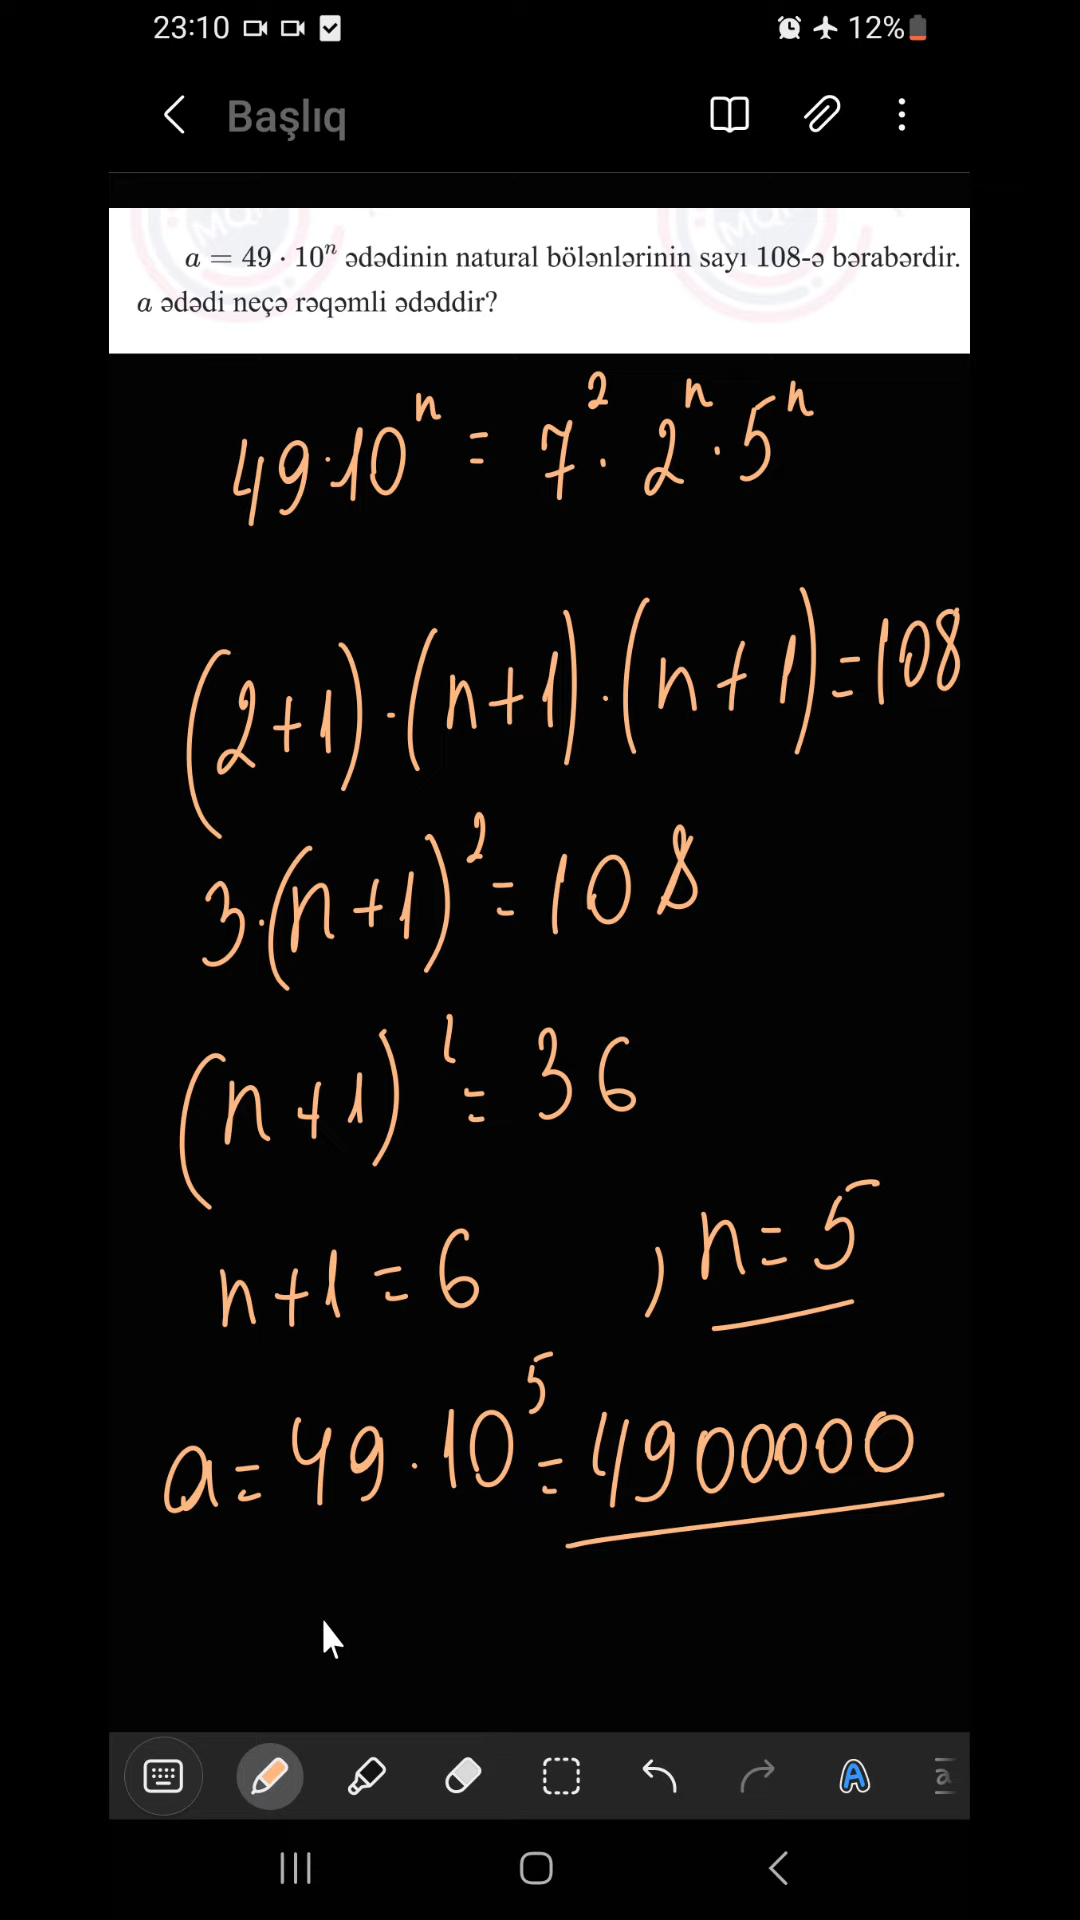 23:10 12%
Başlıq
a = 49 · 10ⁿ ədədinin natural bölənlərinin sayı 108-ə bərabərdir.
a ədədi neçə rəqəmli ədəddir?
49·10ⁿ = 7² · 2ⁿ · 5ⁿ
(2+1)·(n+1)·(n+1)=108
3·(n+1)²=108
(n+1)²=36
n+1=6 , n=5
a=49·10⁵=4900000
A a